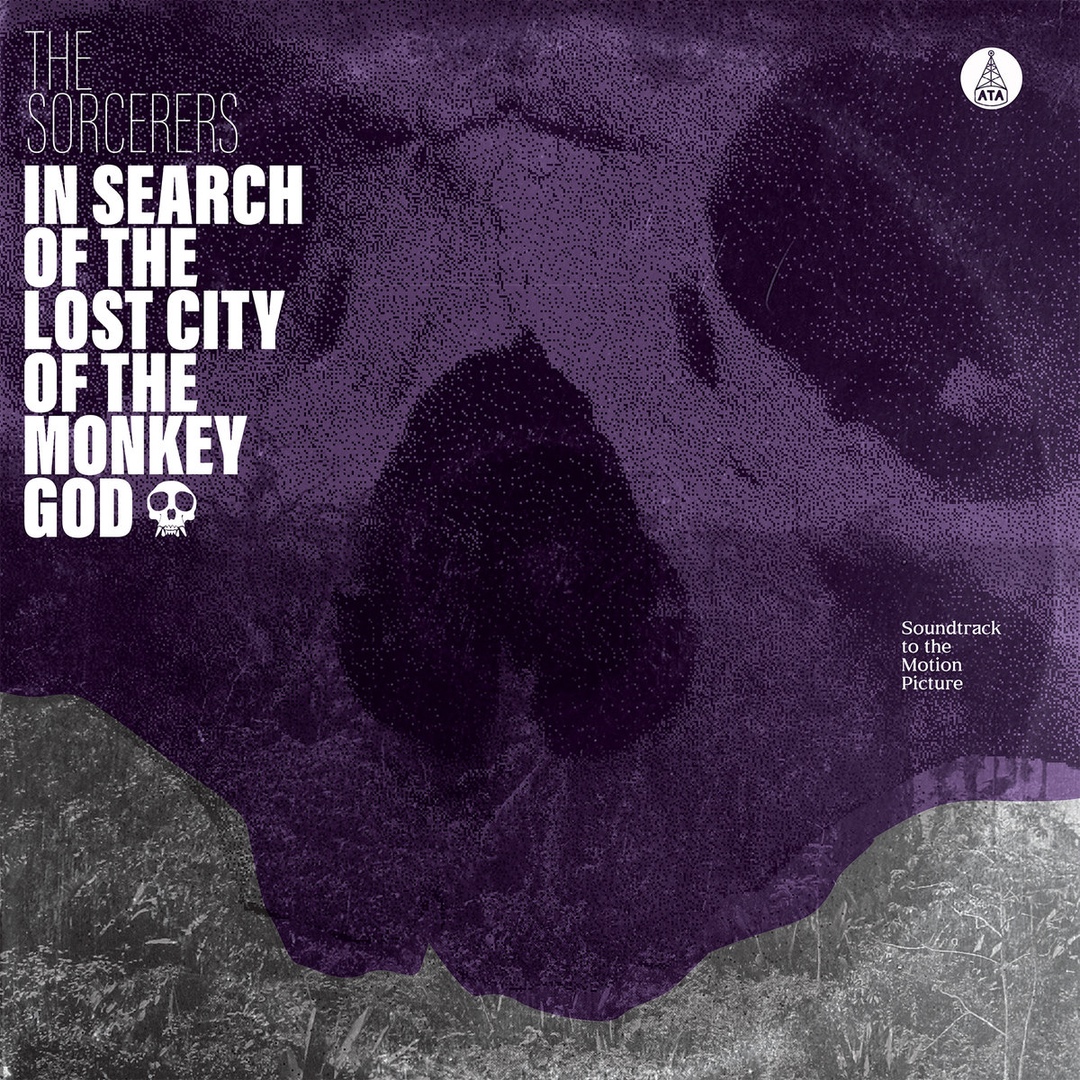 THE
SORCERERS
IN SEARCH
OF THE
LOST CITY
OF THE
MONKEY
GOD
ATA
Soundtrack
to the
Motion
Picture